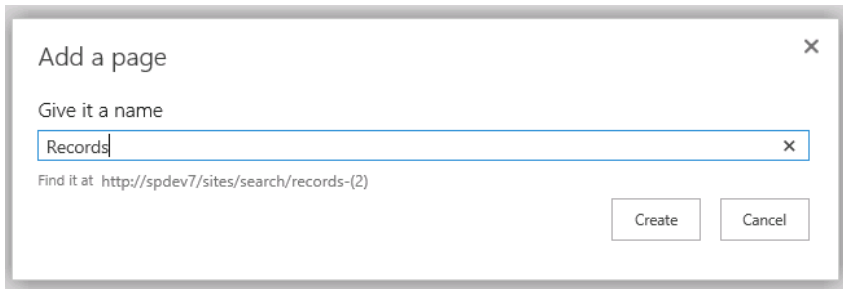 Add a page
Give it a name
Records
Find it at http://spdev7/sites/search/records-(2)
Create Cancel